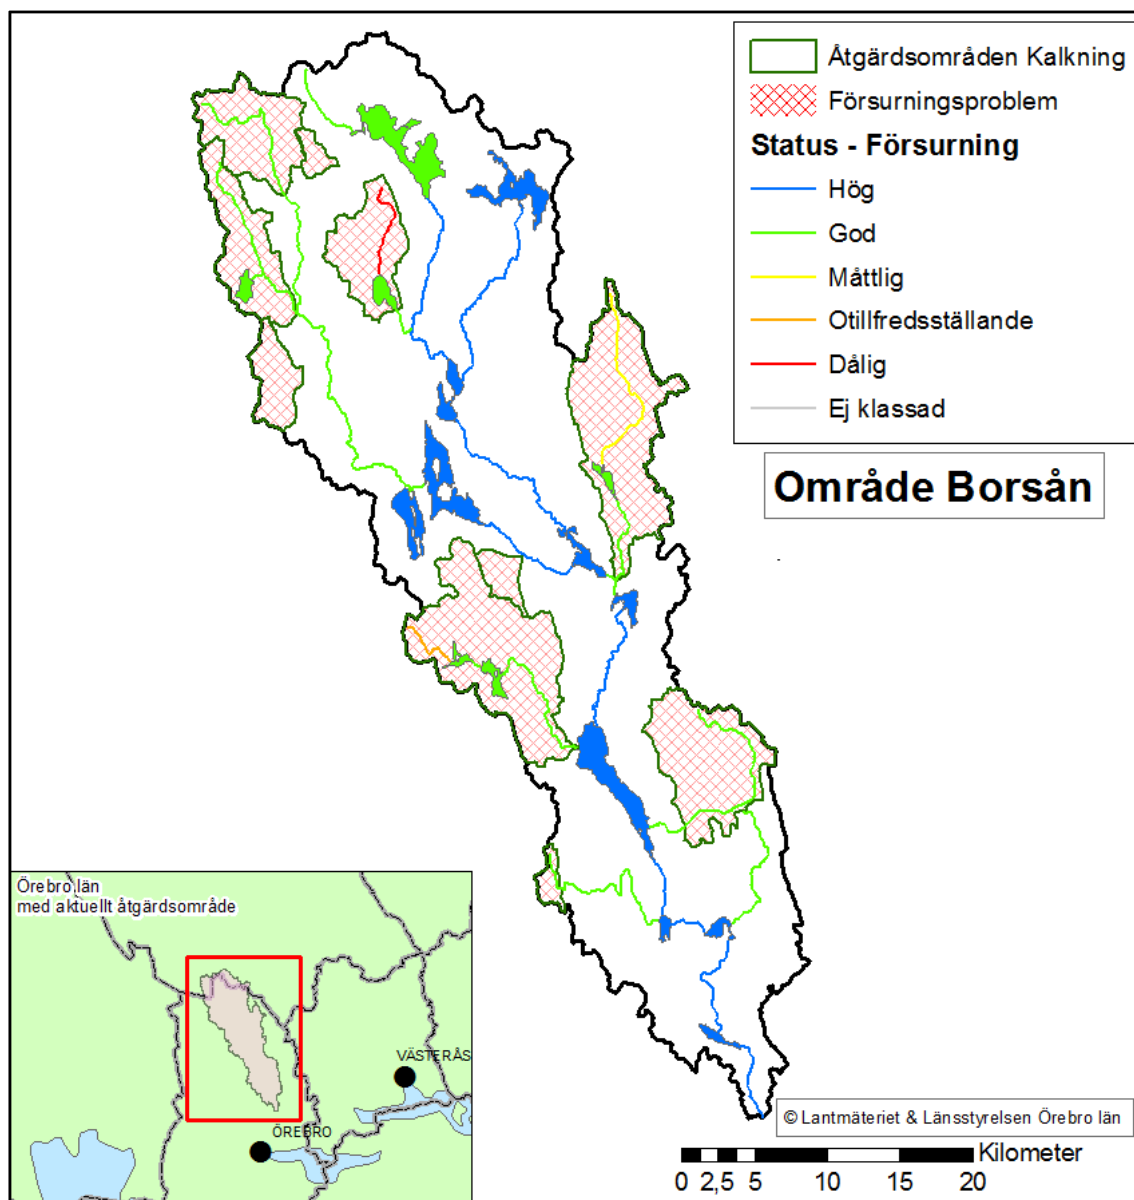 Åtgärdsområden Kalkning
Försurningsproblem
Status - Försurning
Hög
God
Måttlig
Otillfredsställande
Dålig
Ej klassad
Område Borsån
Örebro län
med aktuellt åtgärdsområde
VÄSTERÅS
ÖREBRO
© Lantmäteriet & Länsstyrelsen Örebro län
Kilometer
0 2,5 5 10 15 20